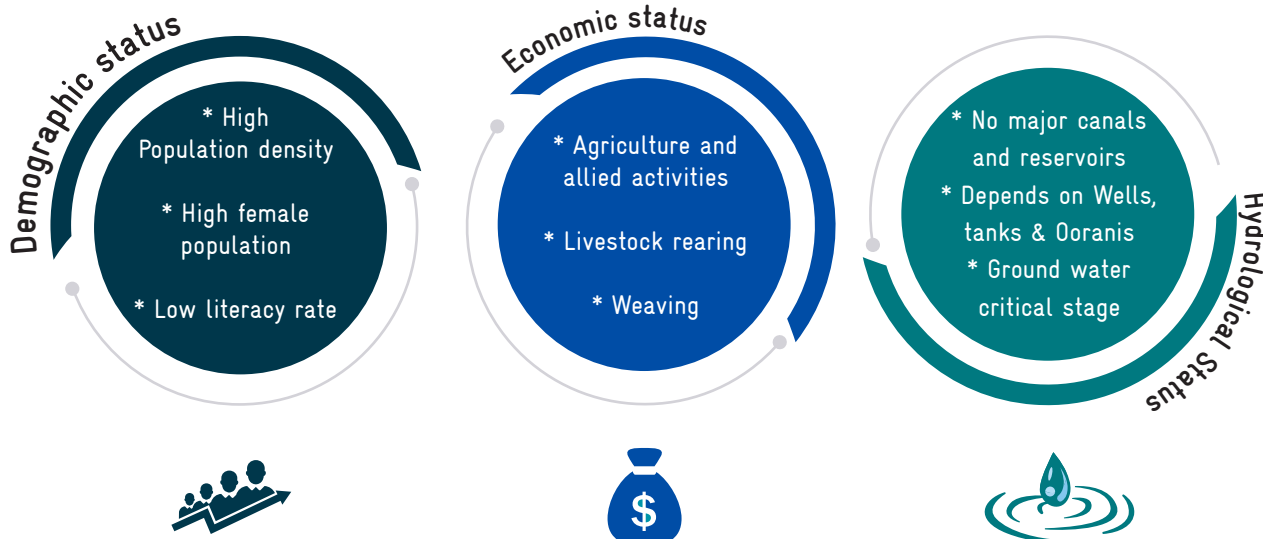 Demographic status
* High
Population density
* High female
population
* Low literacy rate
Economic status
* Agriculture and
allied activities
* Livestock rearing
* Weaving
$
Hydrological Status
* No major canals
and reservoirs
* Depends on Wells,
tanks & Ooranis
* Ground water
critical stage